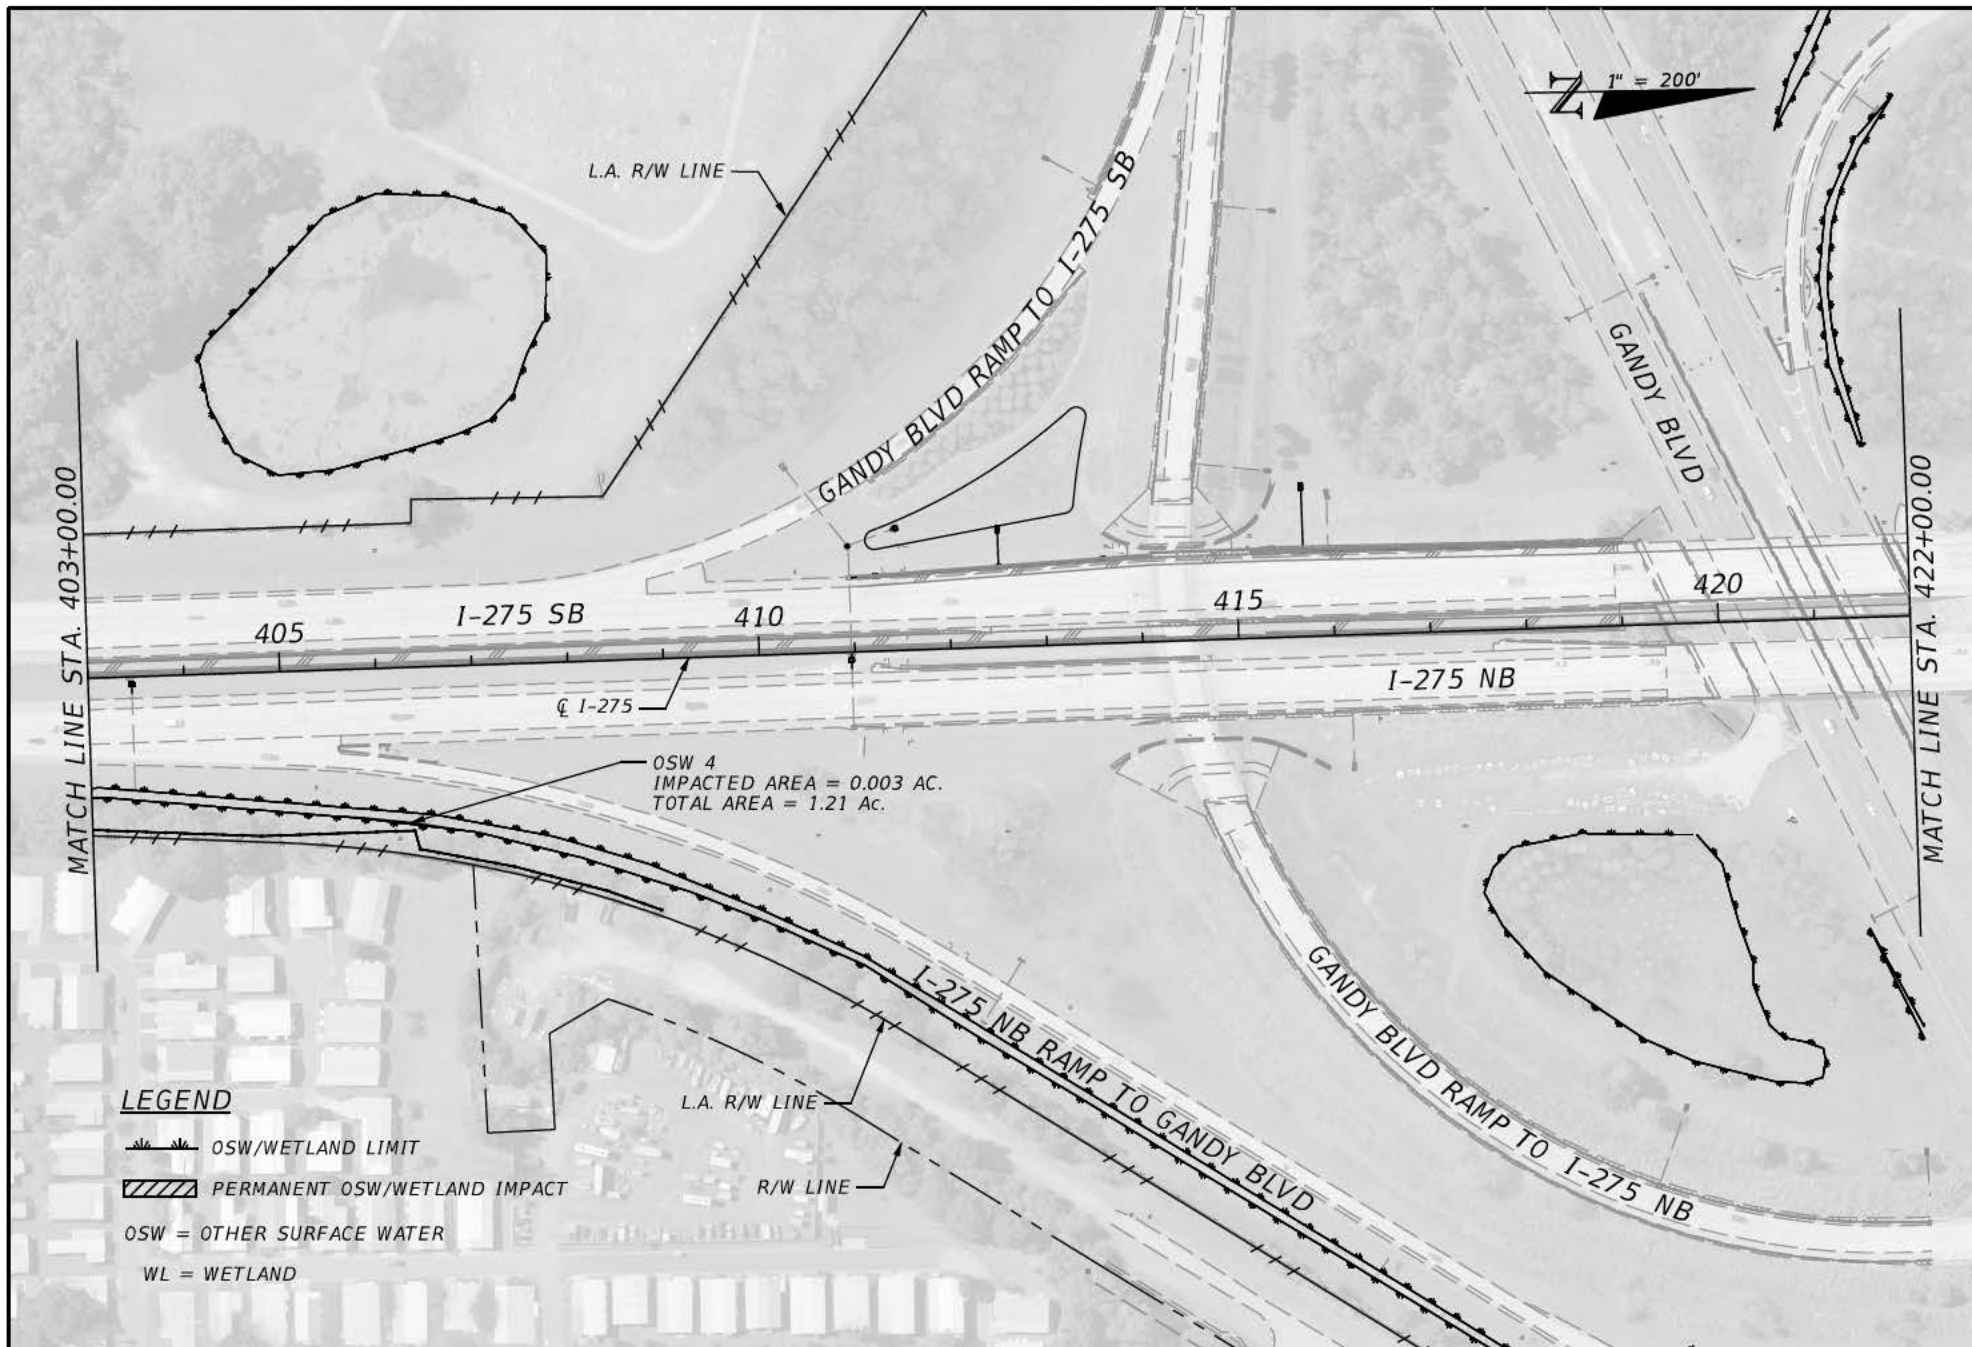 N 1" = 200'
L.A. R/W LINE
GANDY BLVD RAMP TO I-275 SB
GANDY BLVD
MATCH LINE STA. 403+00.00
MATCH LINE STA. 422+00.00
405
I-275 SB
410
415
420
℄ I-275
I-275 NB
OSW 4
IMPACTED AREA = 0.003 AC.
TOTAL AREA = 1.21 Ac.
I-275 NB RAMP TO GANDY BLVD
GANDY BLVD RAMP TO I-275 NB
L.A. R/W LINE
R/W LINE
LEGEND
OSW/WETLAND LIMIT
PERMANENT OSW/WETLAND IMPACT
OSW = OTHER SURFACE WATER
WL = WETLAND